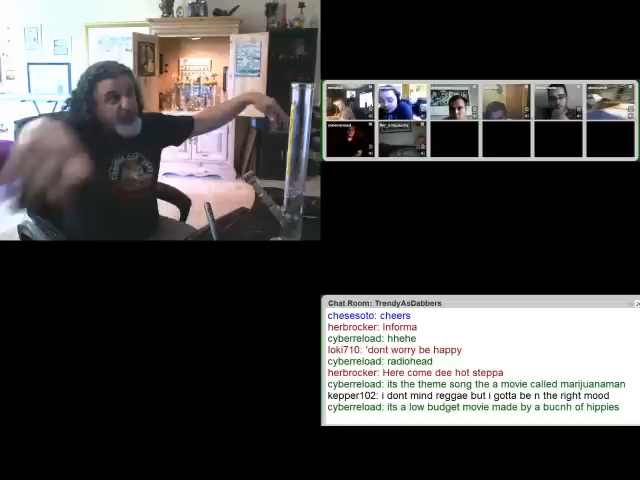 cyberreload
Chat Room: TrendyAsDabbers
chesesoto: cheers
herbrocker: Informa
cyberreload: hhehe
loki710: 'dont worry be happy
cyberreload: radiohead
herbrocker: Here come dee hot steppa
cyberreload: its the theme song the a movie called marijuanaman
kepper102: i dont mind reggae but i gotta be n the right mood
cyberreload: its a low budget movie made by a bucnh of hippies